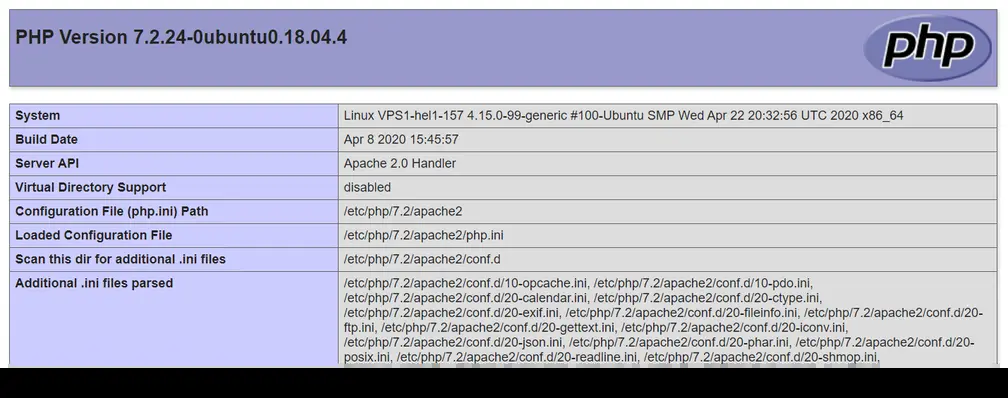 PHP Version 7.2.24-0ubuntu0.18.04.4
php
System Linux VPS1-hel1-157 4.15.0-99-generic #100-Ubuntu SMP Wed Apr 22 20:32:56 UTC 2020 x86_64
Build Date Apr 8 2020 15:45:57
Server API Apache 2.0 Handler
Virtual Directory Support disabled
Configuration File (php.ini) Path /etc/php/7.2/apache2
Loaded Configuration File /etc/php/7.2/apache2/php.ini
Scan this dir for additional .ini files /etc/php/7.2/apache2/conf.d
Additional .ini files parsed /etc/php/7.2/apache2/conf.d/10-opcache.ini, /etc/php/7.2/apache2/conf.d/10-pdo.ini,
/etc/php/7.2/apache2/conf.d/20-calendar.ini, /etc/php/7.2/apache2/conf.d/20-ctype.ini,
/etc/php/7.2/apache2/conf.d/20-exif.ini, /etc/php/7.2/apache2/conf.d/20-fileinfo.ini, /etc/php/7.2/apache2/conf.d/20-
ftp.ini, /etc/php/7.2/apache2/conf.d/20-gettext.ini, /etc/php/7.2/apache2/conf.d/20-iconv.ini,
/etc/php/7.2/apache2/conf.d/20-json.ini, /etc/php/7.2/apache2/conf.d/20-phar.ini, /etc/php/7.2/apache2/conf.d/20-
posix.ini, /etc/php/7.2/apache2/conf.d/20-readline.ini, /etc/php/7.2/apache2/conf.d/20-shmop.ini,